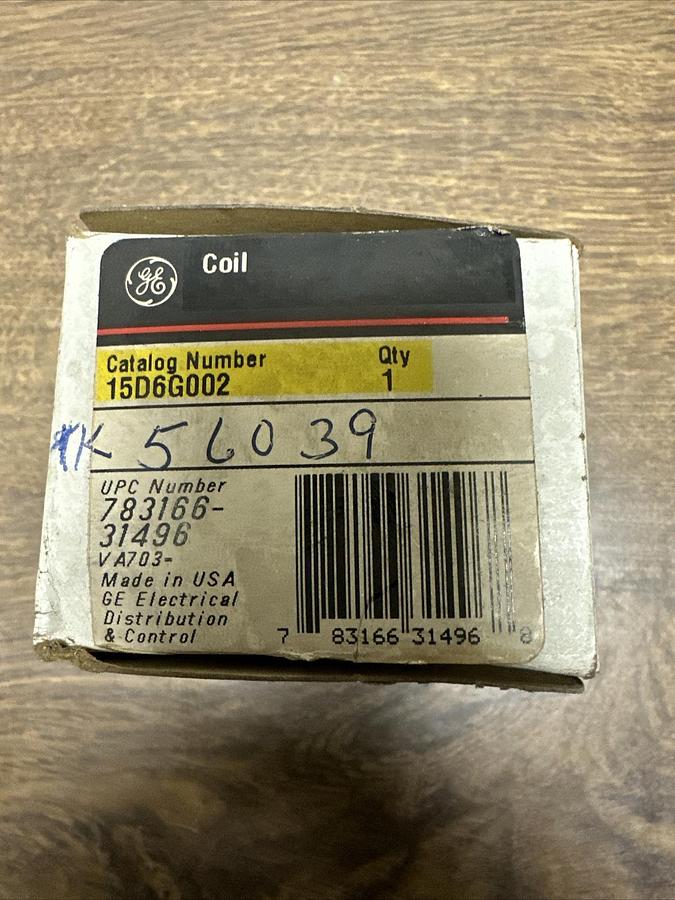 GE
Coil
Catalog Number Qty
15D6G002 1
K 56039
UPC Number
783166-
31496
VA703-
Made in USA
GE Electrical
Distribution
& Control
7 83166 31496 8